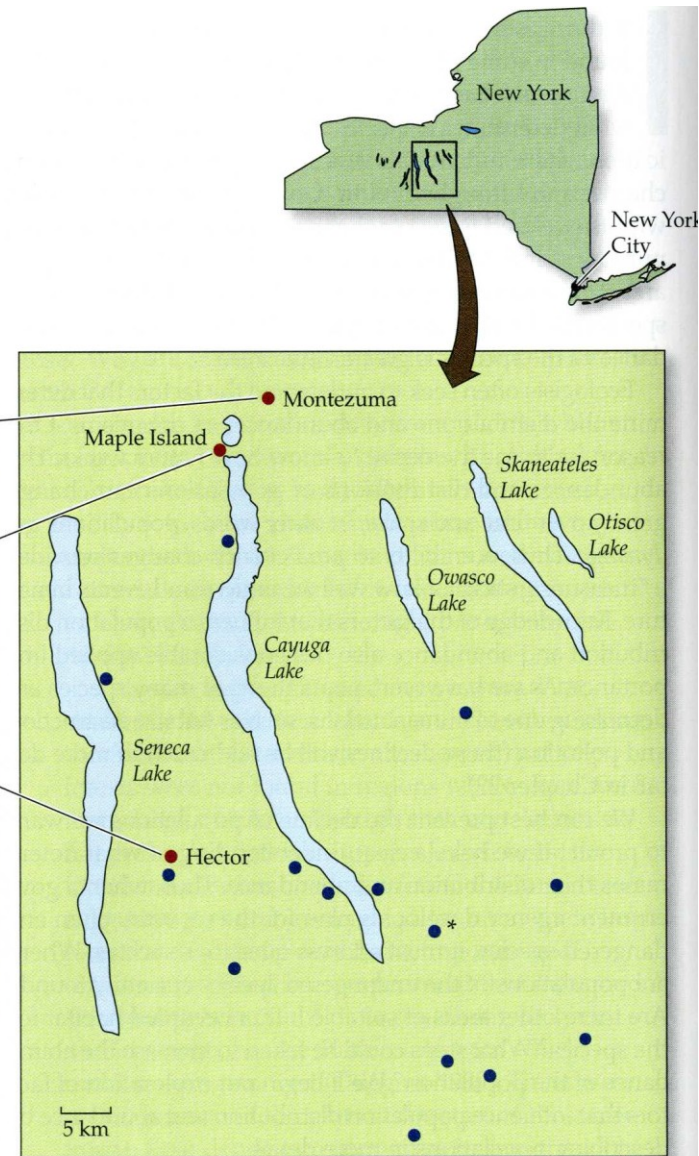 New York
New York
City
Montezuma
Maple Island
Skaneateles
Lake
Otisco
Lake
Owasco
Lake
Cayuga
Lake
Seneca
Lake
Hector
*
5 km